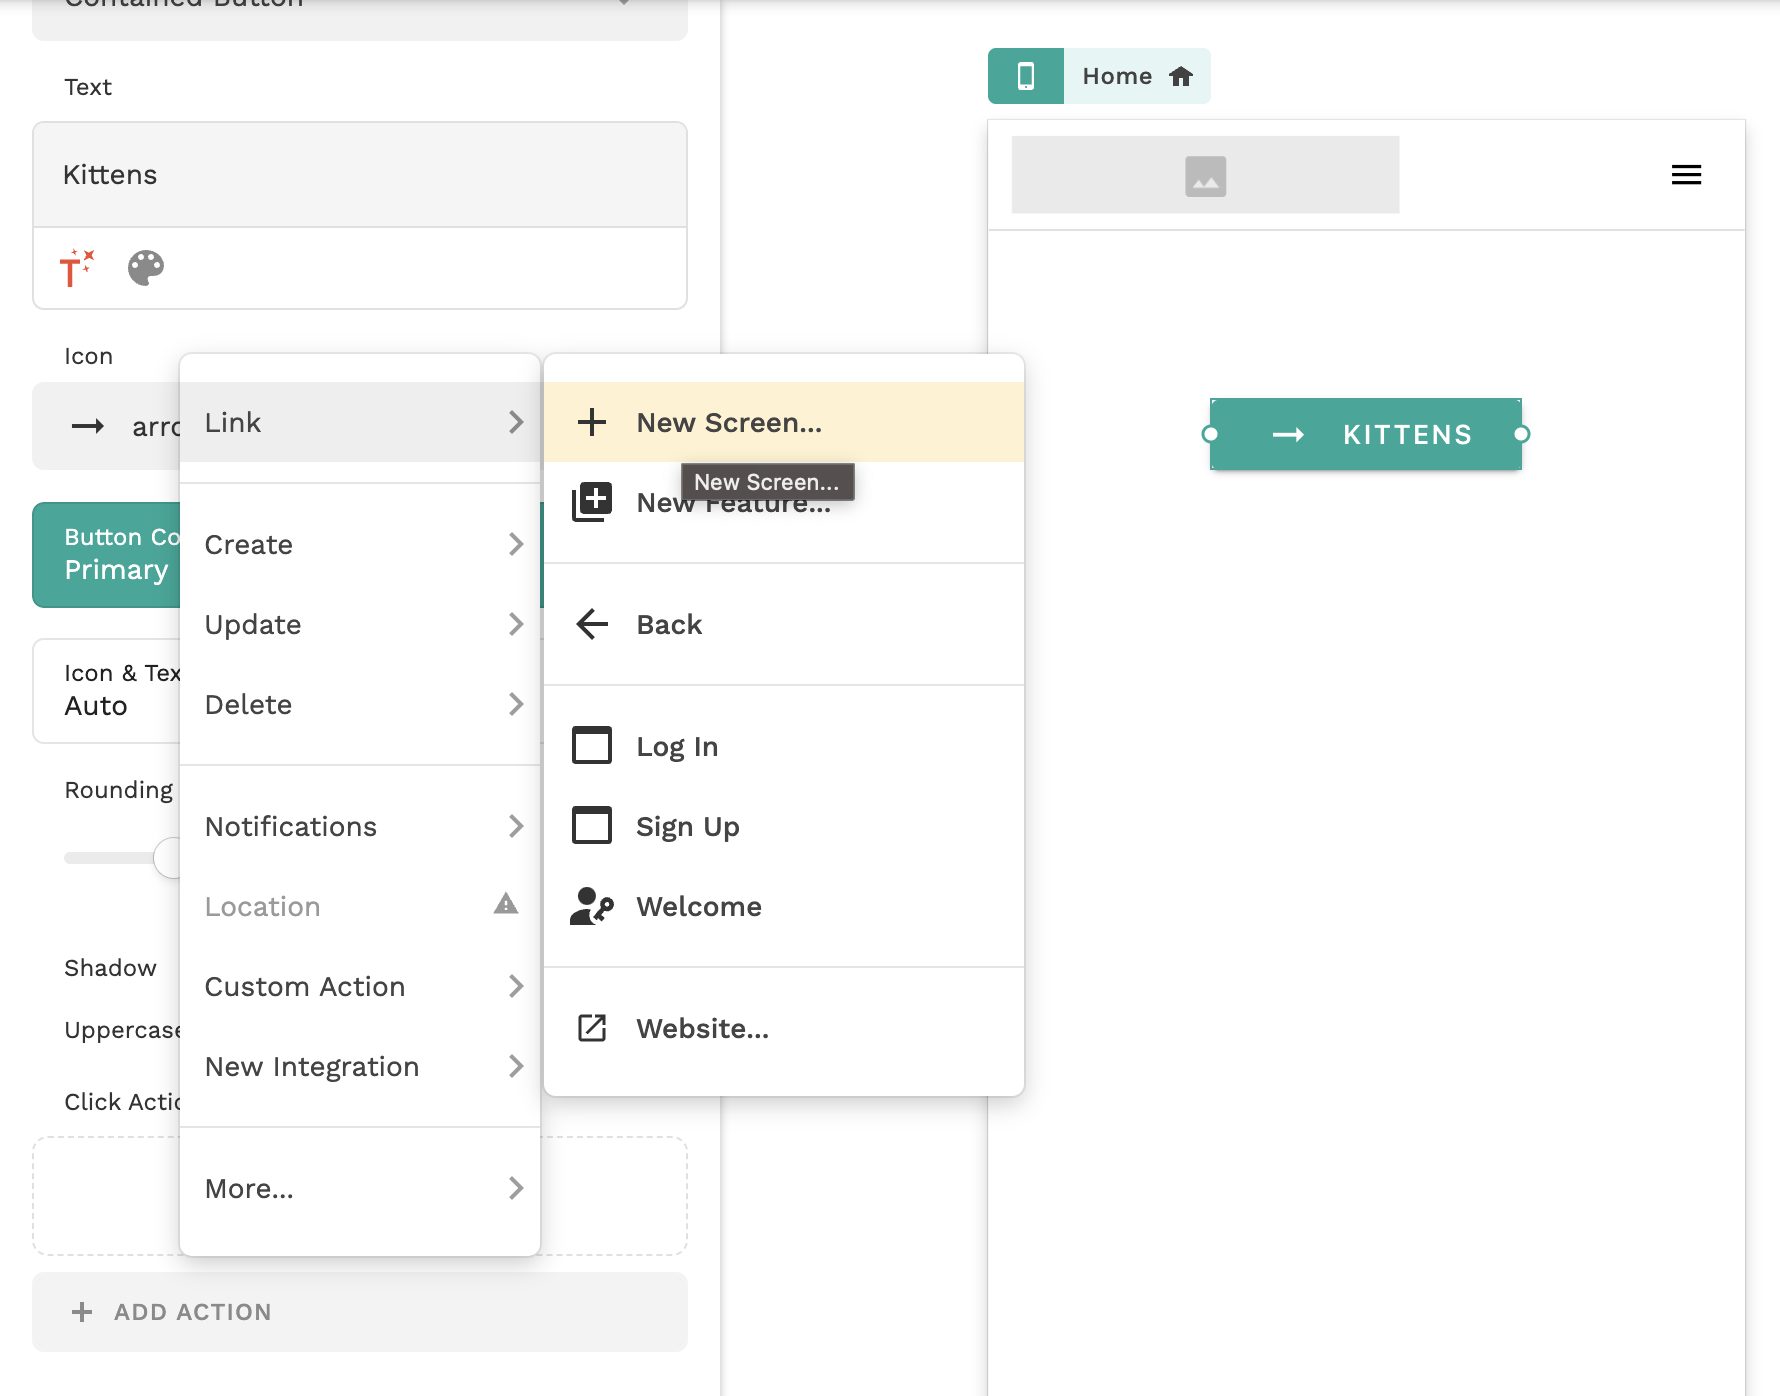 Contained Button
Text
Kittens
Icon
arro
Button Co
Primary
Icon & Tex
Auto
Rounding
Shadow
Uppercase
Click Actio
ADD ACTION
Link
Create
Update
Delete
Notifications
Location
Custom Action
New Integration
More...
New Screen...
New Screen...
New Feature...
Back
Log In
Sign Up
Welcome
Website...
Home
KITTENS